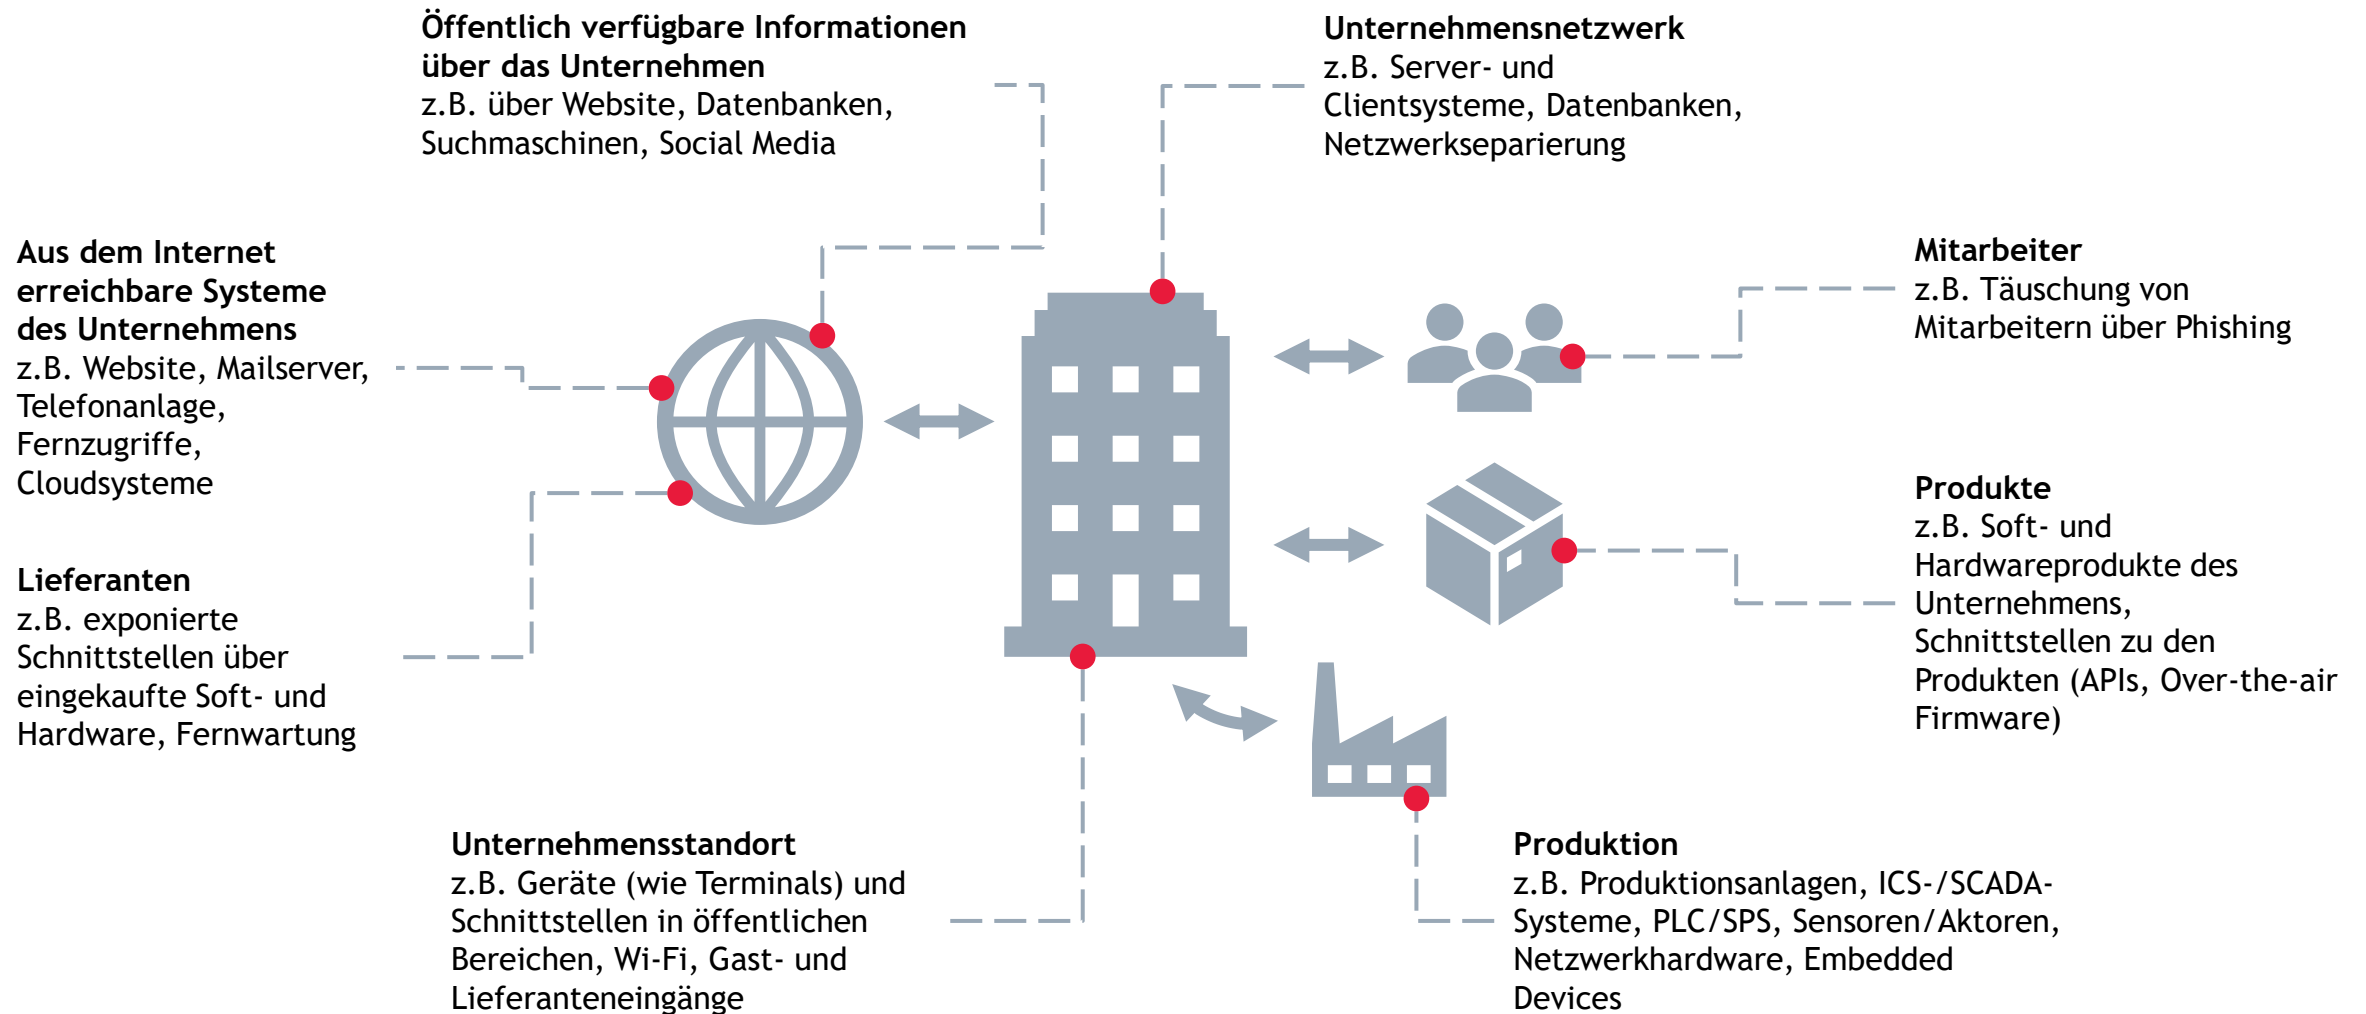 Öffentlich verfügbare Informationen
über das Unternehmen
z.B. über Website, Datenbanken,
Suchmaschinen, Social Media
Unternehmensnetzwerk
z.B. Server- und
Clientsysteme, Datenbanken,
Netzwerkseparierung
Aus dem Internet
erreichbare Systeme
des Unternehmens
z.B. Website, Mailserver,
Telefonanlage,
Fernzugriffe,
Cloudsysteme
Mitarbeiter
z.B. Täuschung von
Mitarbeitern über Phishing
Lieferanten
z.B. exponierte
Schnittstellen über
eingekaufte Soft- und
Hardware, Fernwartung
Produkte
z.B. Soft- und
Hardwareprodukte des
Unternehmens,
Schnittstellen zu den
Produkten (APIs, Over-the-air
Firmware)
Unternehmensstandort
z.B. Geräte (wie Terminals) und
Schnittstellen in öffentlichen
Bereichen, Wi-Fi, Gast- und
Lieferanteneingänge
Produktion
z.B. Produktionsanlagen, ICS-/SCADA-
Systeme, PLC/SPS, Sensoren/Aktoren,
Netzwerkhardware, Embedded
Devices